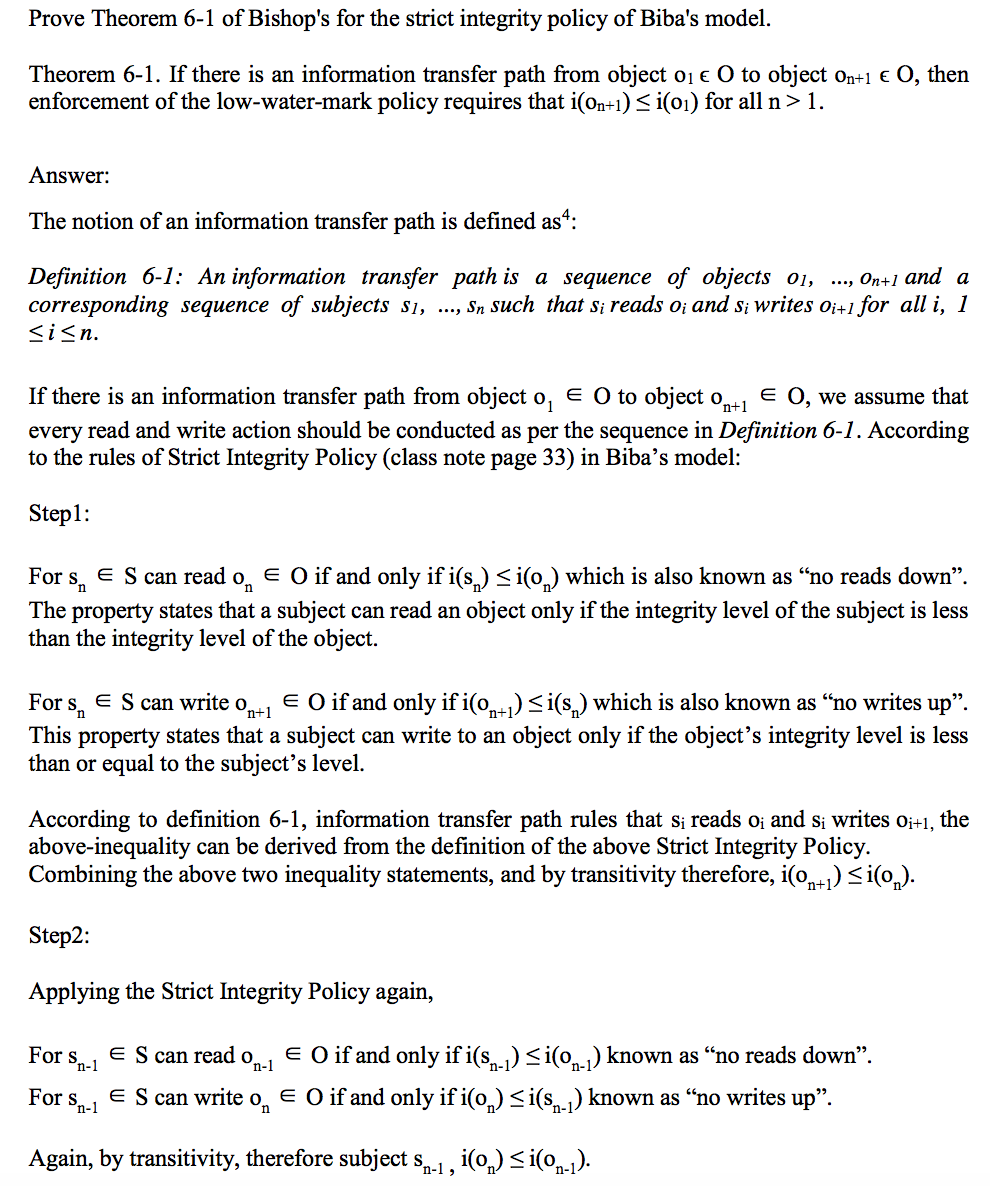 Prove Theorem 6-1 of Bishop's for the strict integrity policy of Biba's model.
Theorem 6-1. If there is an information transfer path from object o₁ ϵ O to object oₙ₊₁ ϵ O, then
enforcement of the low-water-mark policy requires that i(oₙ₊₁) ≤ i(o₁) for all n > 1.
Answer:
The notion of an information transfer path is defined as⁴:
Definition 6-1: An information transfer path is a sequence of objects o₁, ..., oₙ₊₁ and a
corresponding sequence of subjects s₁, ..., sₙ such that sᵢ reads oᵢ and sᵢ writes oᵢ₊₁ for all i, 1
≤ i ≤ n.
If there is an information transfer path from object o₁ ∈ O to object oₙ₊₁ ∈ O, we assume that
every read and write action should be conducted as per the sequence in Definition 6-1. According
to the rules of Strict Integrity Policy (class note page 33) in Biba’s model:
Step1:
For sₙ ∈ S can read oₙ ∈ O if and only if i(sₙ) ≤ i(oₙ) which is also known as “no reads down”.
The property states that a subject can read an object only if the integrity level of the subject is less
than the integrity level of the object.
For sₙ ∈ S can write oₙ₊₁ ∈ O if and only if i(oₙ₊₁) ≤ i(sₙ) which is also known as “no writes up”.
This property states that a subject can write to an object only if the object’s integrity level is less
than or equal to the subject’s level.
According to definition 6-1, information transfer path rules that sᵢ reads oᵢ and sᵢ writes oᵢ₊₁, the
above-inequality can be derived from the definition of the above Strict Integrity Policy.
Combining the above two inequality statements, and by transitivity therefore, i(oₙ₊₁) ≤ i(oₙ).
Step2:
Applying the Strict Integrity Policy again,
For sₙ₋₁ ∈ S can read oₙ₋₁ ∈ O if and only if i(sₙ₋₁) ≤ i(oₙ₋₁) known as “no reads down”.
For sₙ₋₁ ∈ S can write oₙ ∈ O if and only if i(oₙ) ≤ i(sₙ₋₁) known as “no writes up”.
Again, by transitivity, therefore subject sₙ₋₁ , i(oₙ) ≤ i(oₙ₋₁).